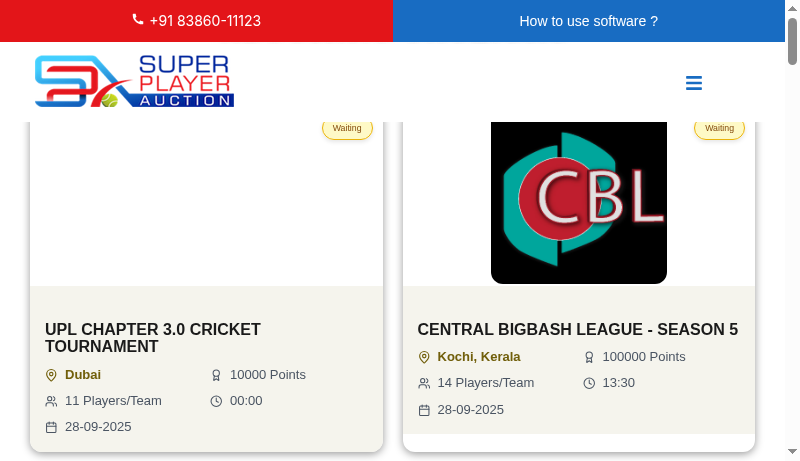 +91 83860-11123
How to use software ?
SUPER
PLAYER
AUCTION
Waiting
UPL CHAPTER 3.0 CRICKET
TOURNAMENT
Dubai
10000 Points
11 Players/Team
00:00
28-09-2025
Waiting
CBL
CENTRAL BIGBASH LEAGUE - SEASON 5
Kochi, Kerala
100000 Points
14 Players/Team
13:30
28-09-2025